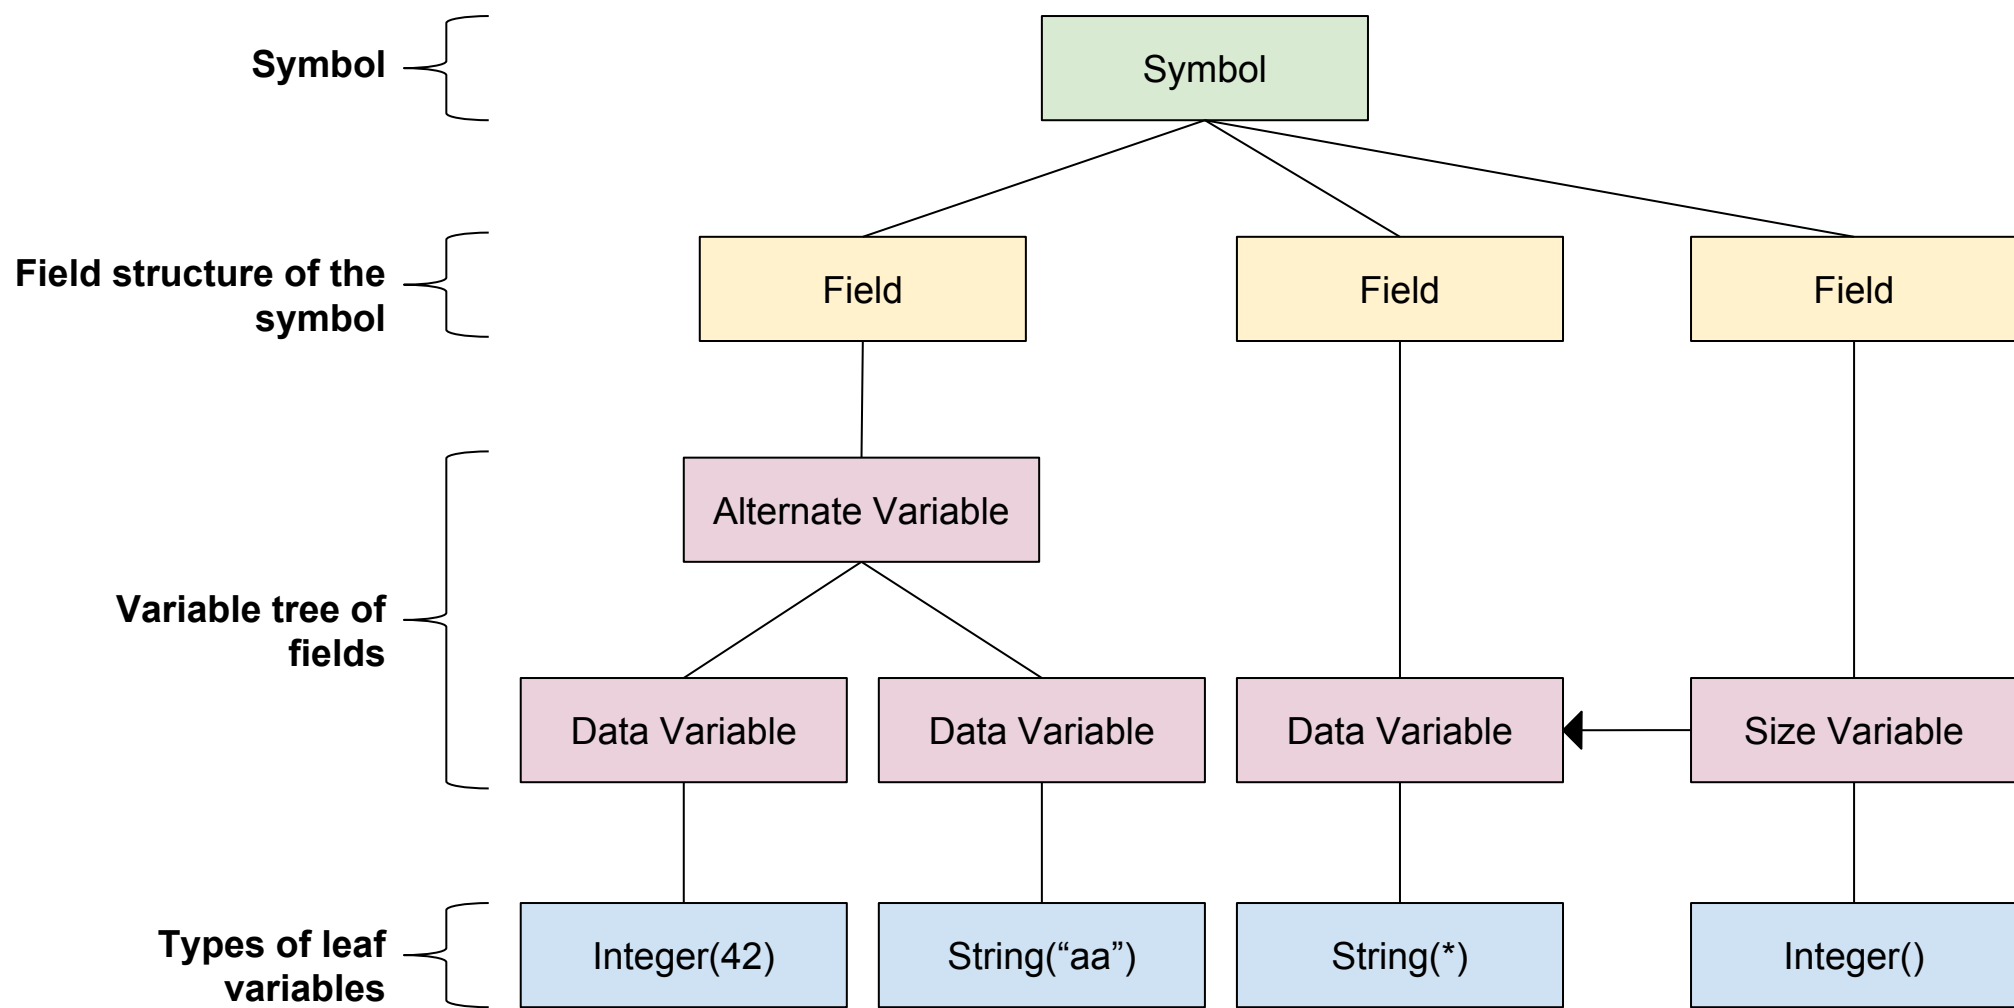 Symbol
Symbol
Field structure of the
symbol
Field
Field
Field
Alternate Variable
Variable tree of
fields
Data Variable
Data Variable
Data Variable
Size Variable
Types of leaf
variables
Integer(42)
String(“aa”)
String(*)
Integer()